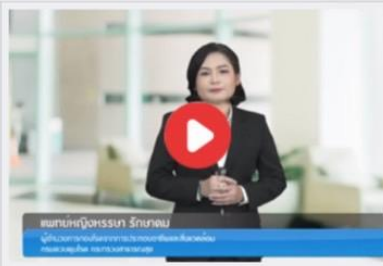 แพทย์หญิงหรรษา รักษาคม
ผู้อำนวยการกองโรคจากการประกอบอาชีพและสิ่งแวดล้อม
กรมควบคุมโรค กระทรวงสาธารณสุข